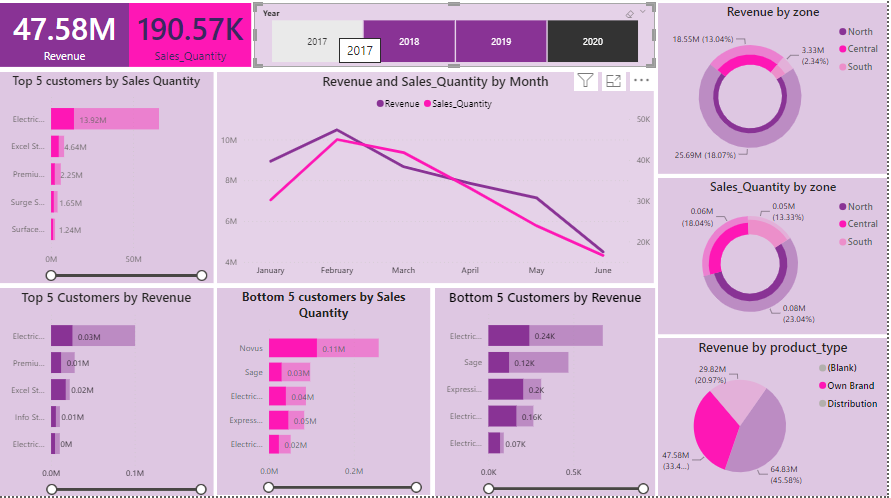 47.58M
Revenue
190.57K
Sales_Quantity
Year
2017
2018
2019
2020
2017
Revenue by zone
18.55M (13.04%)
3.33M
(2.34%)
25.69M (18.07%)
North
Central
South
Top 5 customers by Sales Quantity
Electric...
13.92M
Excel St...
4.64M
Premiu...
2.25M
Surge S...
1.65M
Surface...
1.24M
0M
50M
Revenue and Sales_Quantity by Month
Revenue
Sales_Quantity
10M
8M
6M
4M
50K
40K
30K
20K
January
February
March
April
May
June
Sales_Quantity by zone
0.06M
(18.04%)
0.05M
(13.33%)
0.08M
(23.04%)
North
Central
South
Top 5 Customers by Revenue
Electric...
0.03M
Premiu...
0.01M
Excel St...
0.02M
Info St...
0.01M
Electric...
0M
0.0M
0.1M
Bottom 5 customers by Sales
Quantity
Novus
0.11M
Sage
0.03M
Electric...
0.04M
Express...
0.05M
Electric...
0.02M
0.0M
0.2M
Bottom 5 Customers by Revenue
Electric...
0.24K
Sage
0.12K
Expressi...
0.2K
Electric...
0.16K
Electric...
0.07K
0.0K
0.5K
Revenue by product_type
29.82M
(20.97%)
47.58M
(33.4...)
64.83M
(45.58%)
(Blank)
Own Brand
Distribution